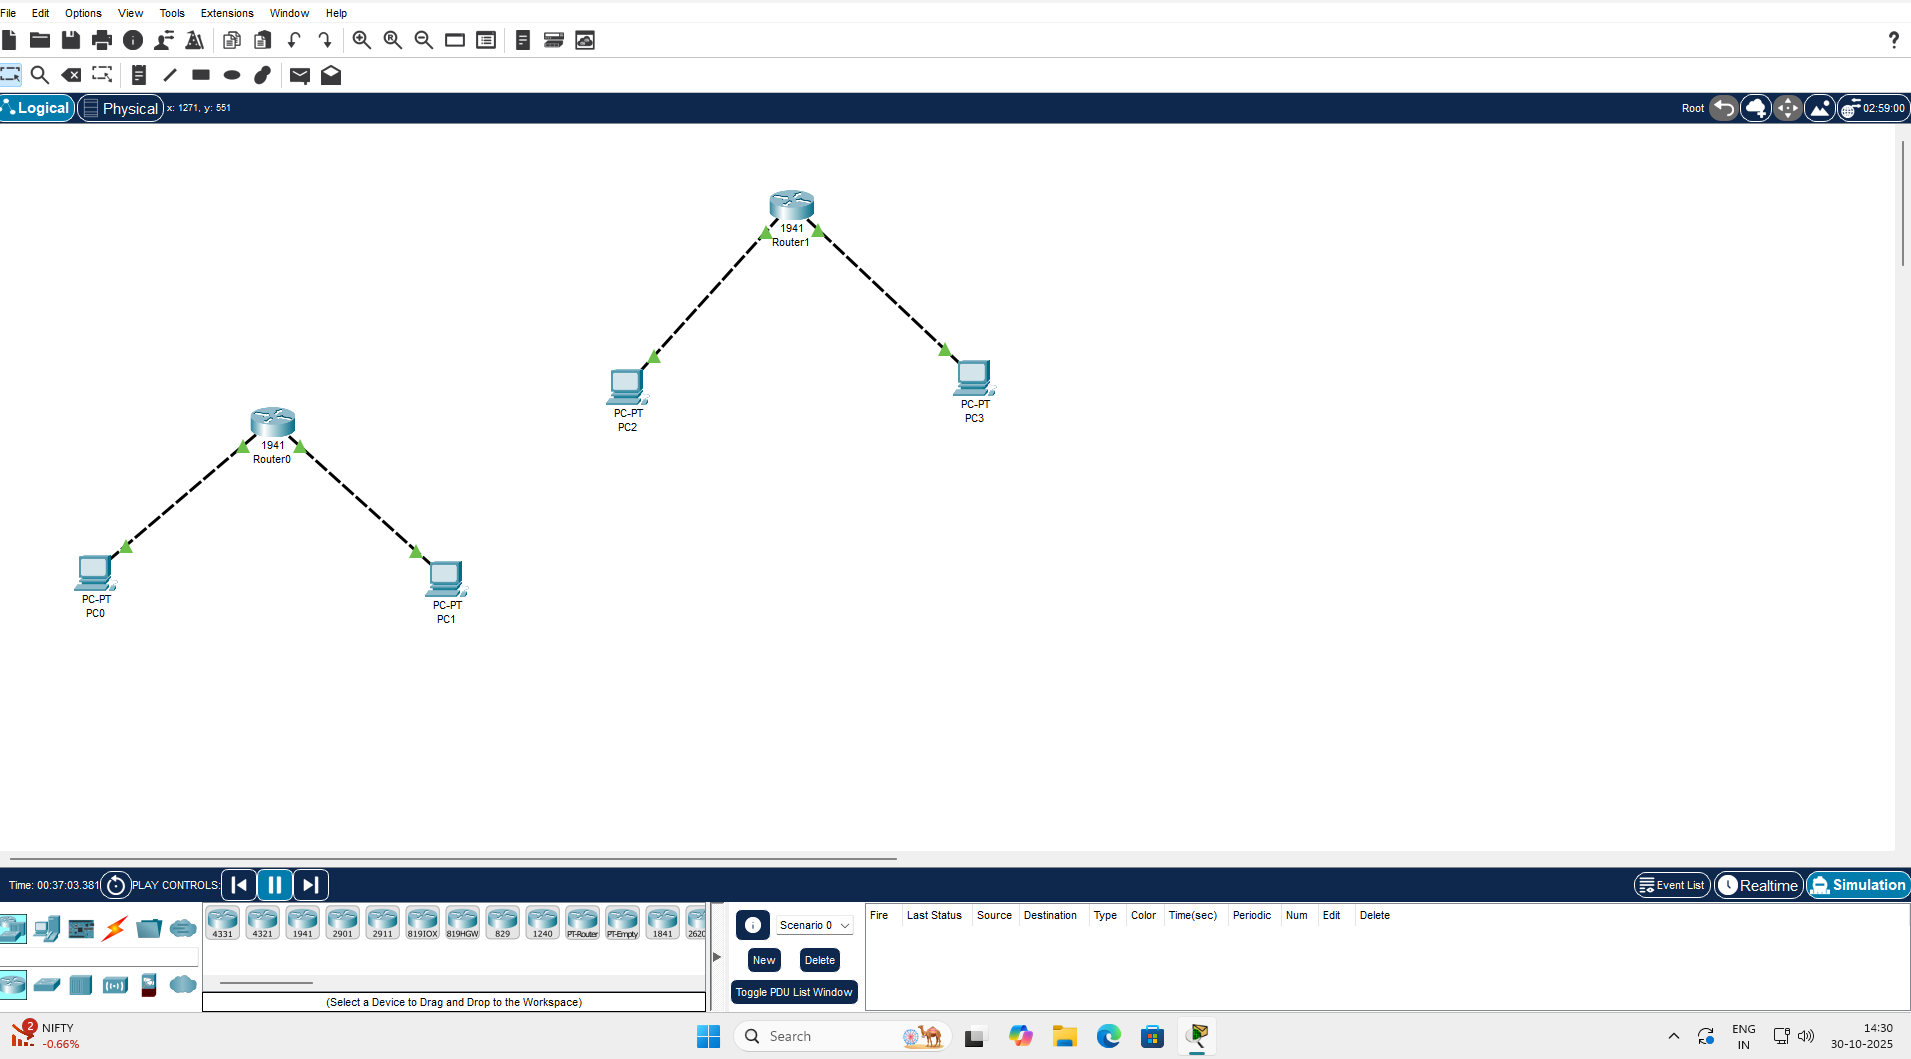 File Edit Options View Tools Extensions Window Help
?
Logical Physical x: 1271, y: 551 Root 02:59:00
1941
Router1
PC-PT
PC2
PC-PT
PC3
1941
Router0
PC-PT
PC0
PC-PT
PC1
Time: 00:37:03.381 PLAY CONTROLS: Event List Realtime Simulation
4331 4321 1941 2901 2911 819IOX 819HGW 829 1240 PT-Router PT-Empty 1841 2620
(Select a Device to Drag and Drop to the Workspace)
Scenario 0
New Delete
Toggle PDU List Window
Fire Last Status Source Destination Type Color Time(sec) Periodic Num Edit Delete
2 NIFTY
-0.66%
Search
ENG
IN
14:30
30-10-2025